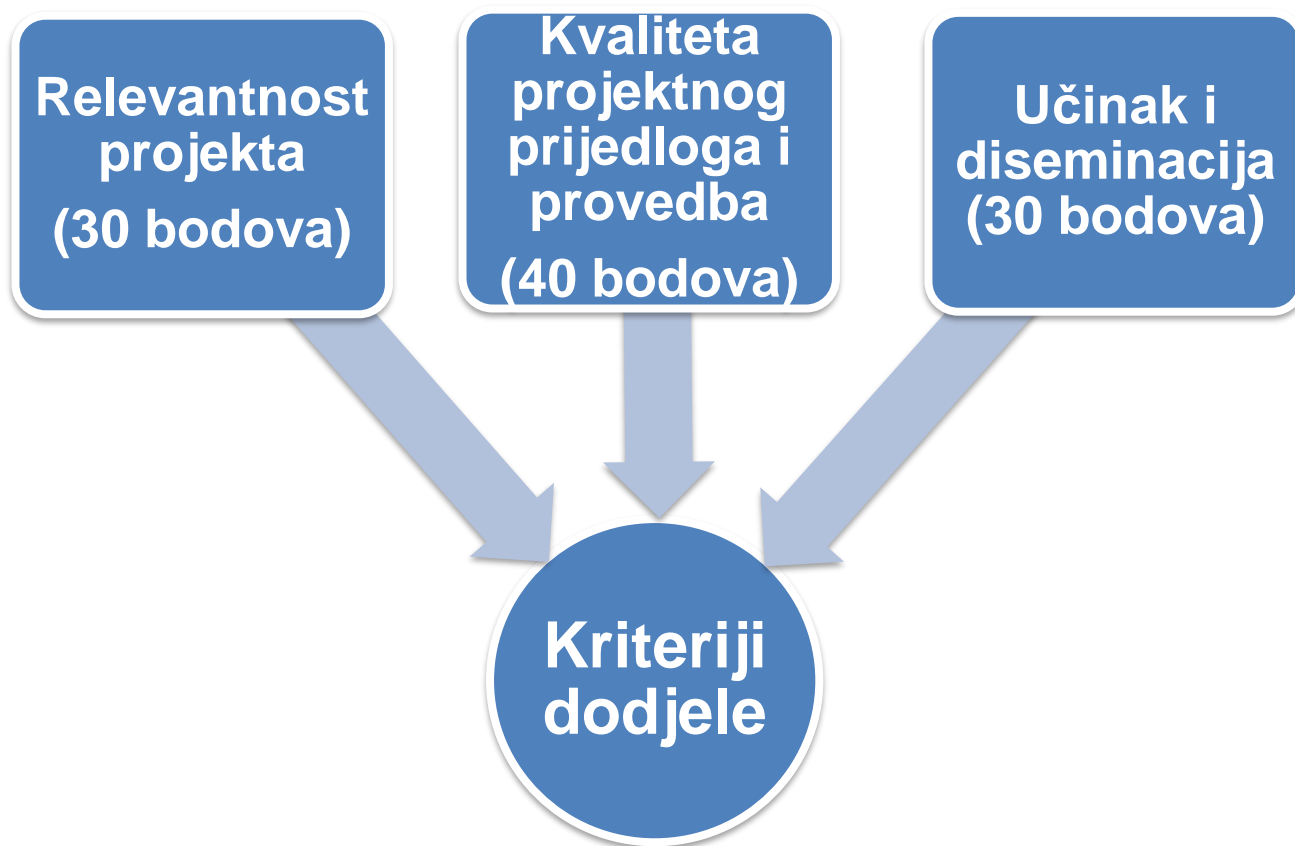 Relevantnost
projekta
(30 bodova)
Kvaliteta
projektnog
prijedloga i
provedba
(40 bodova)
Učinak i
diseminacija
(30 bodova)
Kriteriji
dodjele